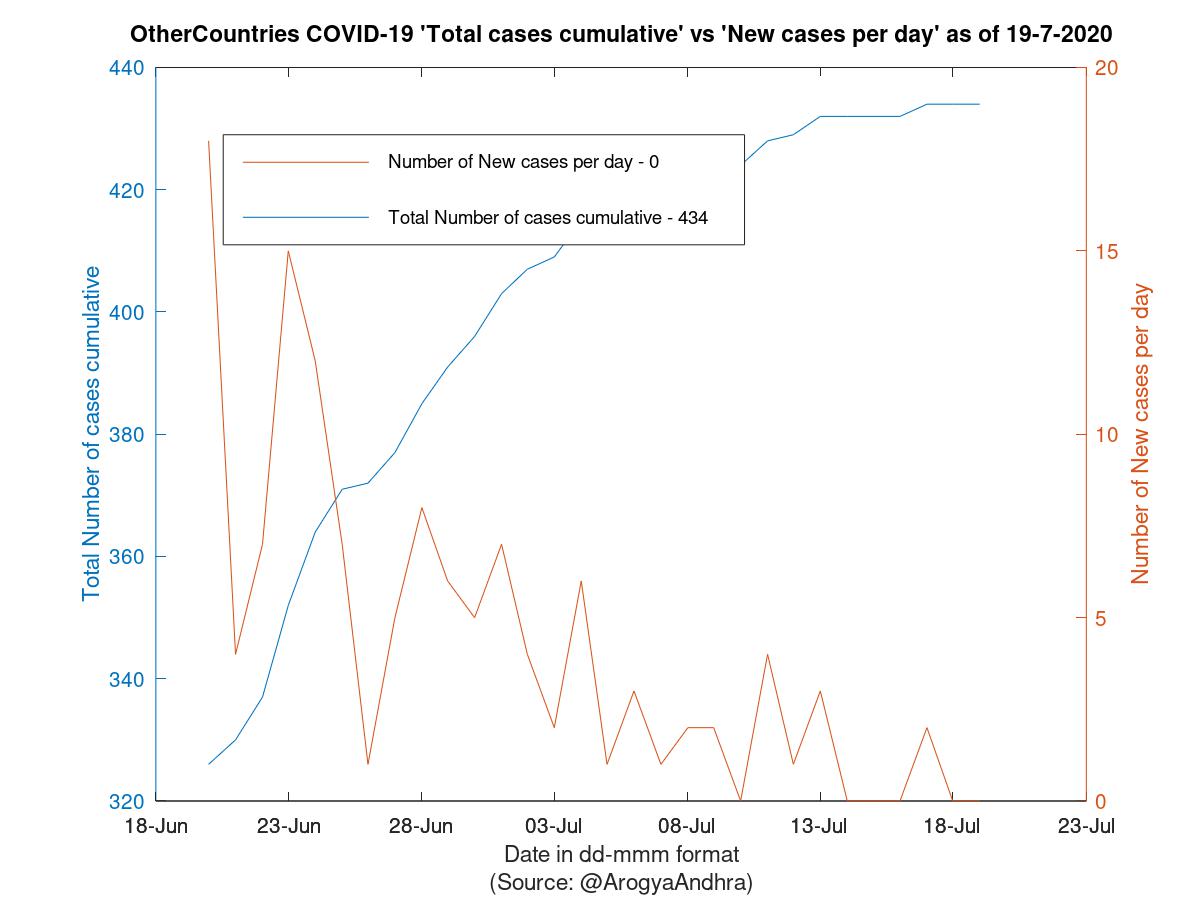 OtherCountries COVID-19 'Total cases cumulative' vs 'New cases per day' as of 19-7-2020
440
420
400
380
360
340
320
Total Number of cases cumulative
Number of New cases per day - 0
Total Number of cases cumulative - 434
20
15
10
5
0
Number of New cases per day
18-Jun 23-Jun 28-Jun 03-Jul 08-Jul 13-Jul 18-Jul 23-Jul
Date in dd-mmm format
(Source: @ArogyaAndhra)